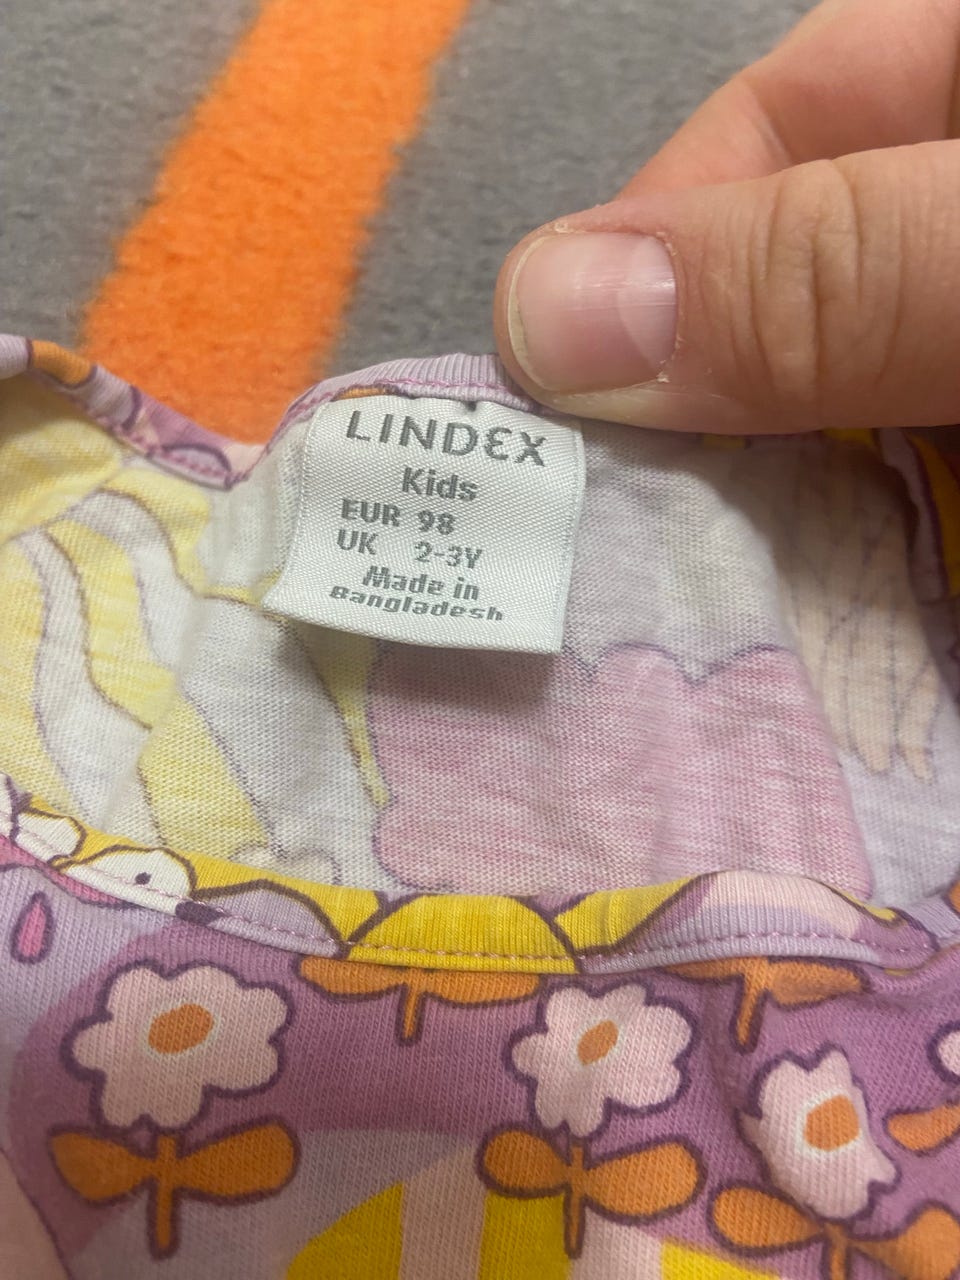 LINDEX
Kids
EUR 98
UK 2-3Y
Made in
Bangladesh